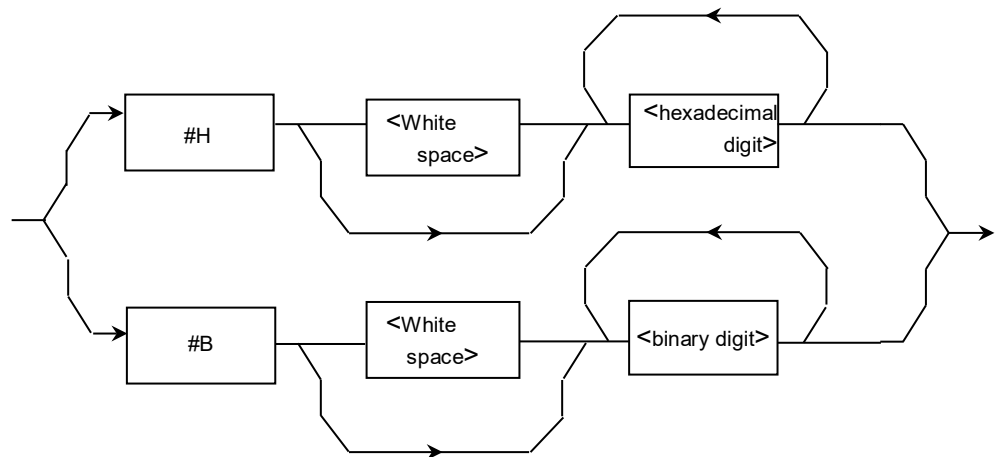 #H
<White
space>
<hexadecimal
digit>
#B
<White
space>
<binary digit>